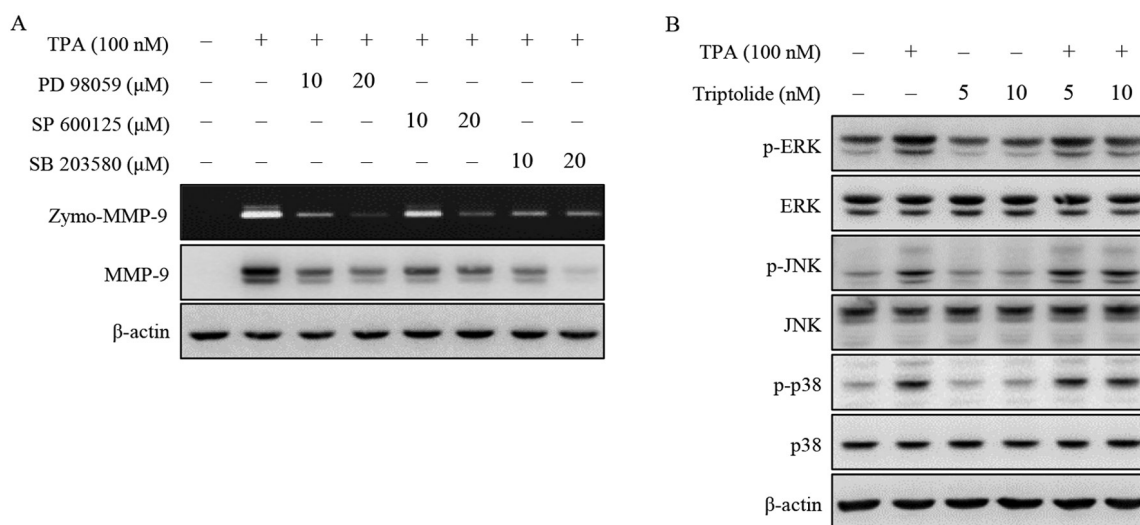 A
TPA (100 nM) – + + + + + + +
PD 98059 (μM) – – 10 20 – – – –
SP 600125 (μM) – – – – 10 20 – –
SB 203580 (μM) – – – – – – 10 20
Zymo-MMP-9
MMP-9
β-actin
B
TPA (100 nM) – + – – + +
Triptolide (nM) – – 5 10 5 10
p-ERK
ERK
p-JNK
JNK
p-p38
p38
β-actin